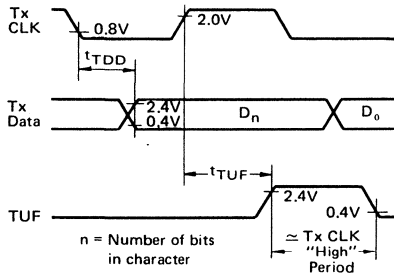 Tx
CLK
0.8V
2.0V
tTDD
Tx
Data
2.4V
0,4V
Dn
D0
tTUF
TUF
2.4V
0.4V
n = Number of bits
in character
≃ Tx CLK
"High"
Period